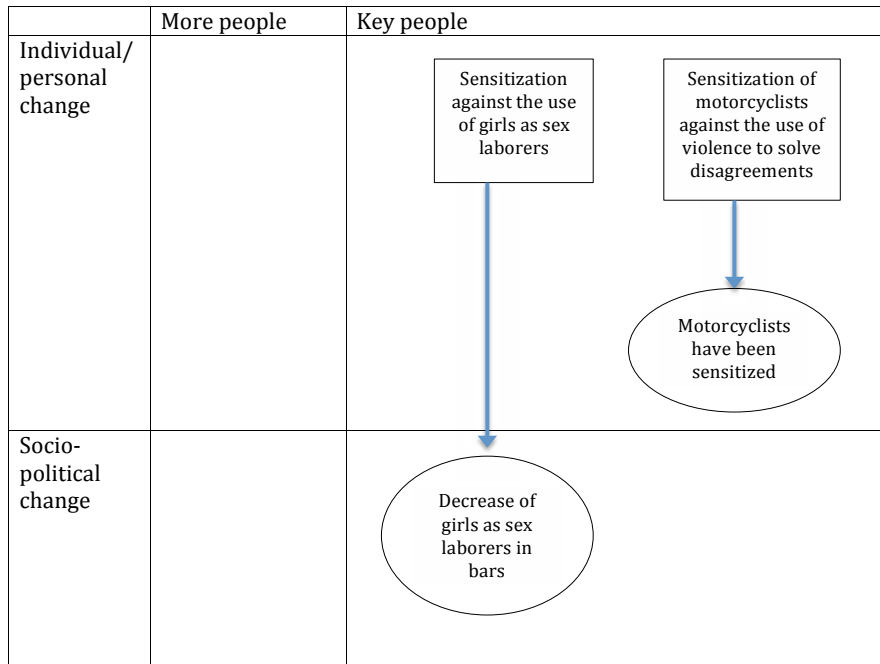 More people
Key people
Individual/
personal
change
Sensitization
against the use
of girls as sex
laborers
Sensitization of
motorcyclists
against the use of
violence to solve
disagreements
Motorcyclists
have been
sensitized
Socio-
political
change
Decrease of
girls as sex
laborers in
bars